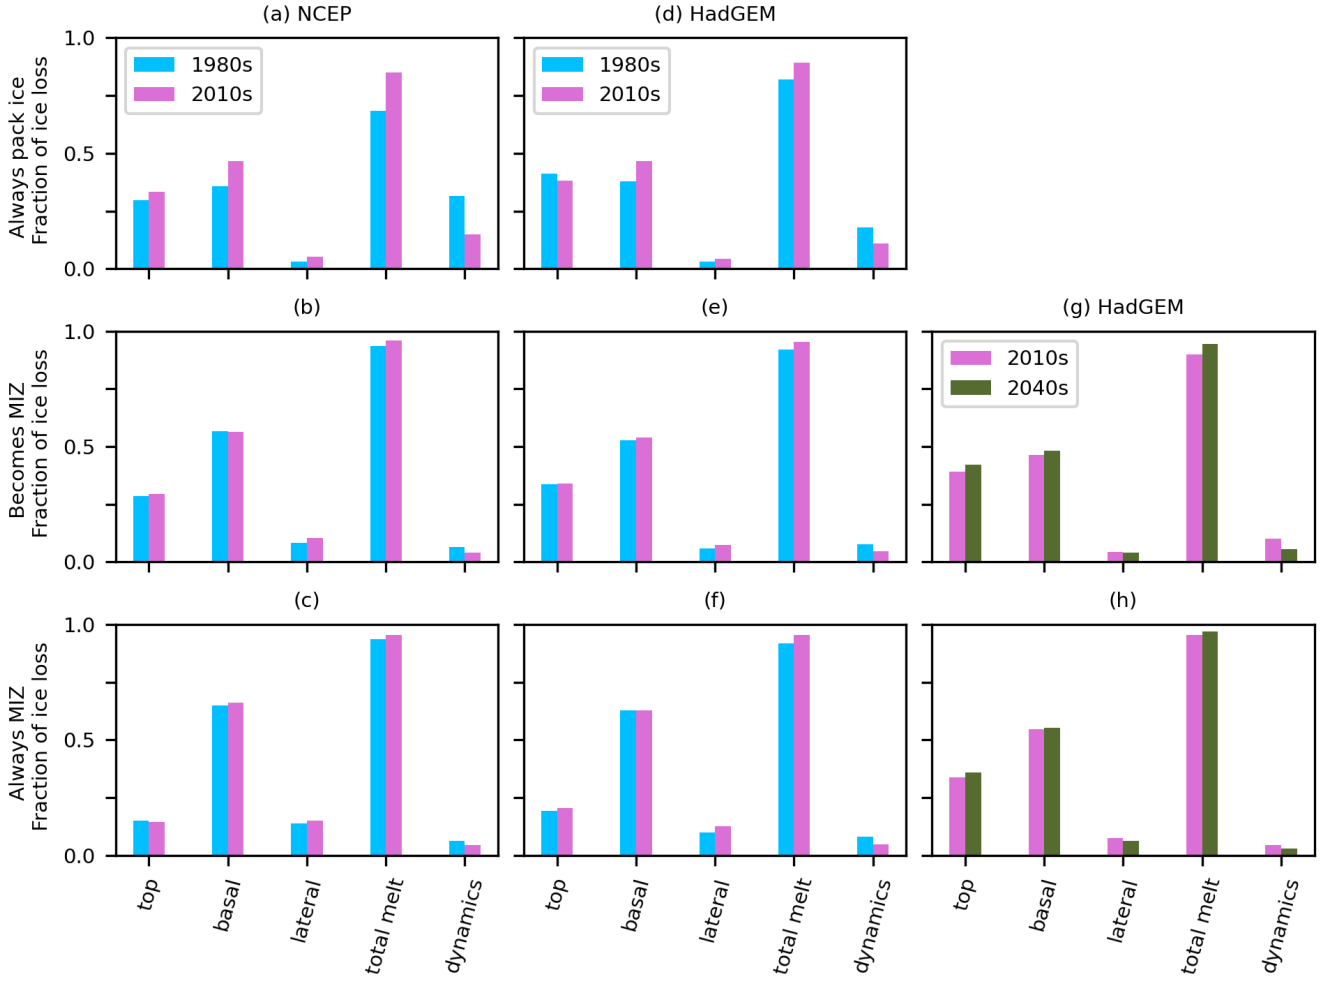 (a) NCEP
(d) HadGEM
Always pack ice
Fraction of ice loss
1.0
0.5
0.0
1980s
2010s
1980s
2010s
(b)
(e)
(g) HadGEM
Becomes MIZ
Fraction of ice loss
1.0
0.5
0.0
2010s
2040s
(c)
(f)
(h)
Always MIZ
Fraction of ice loss
1.0
0.5
0.0
top
basal
lateral
total melt
dynamics
top
basal
lateral
total melt
dynamics
top
basal
lateral
total melt
dynamics